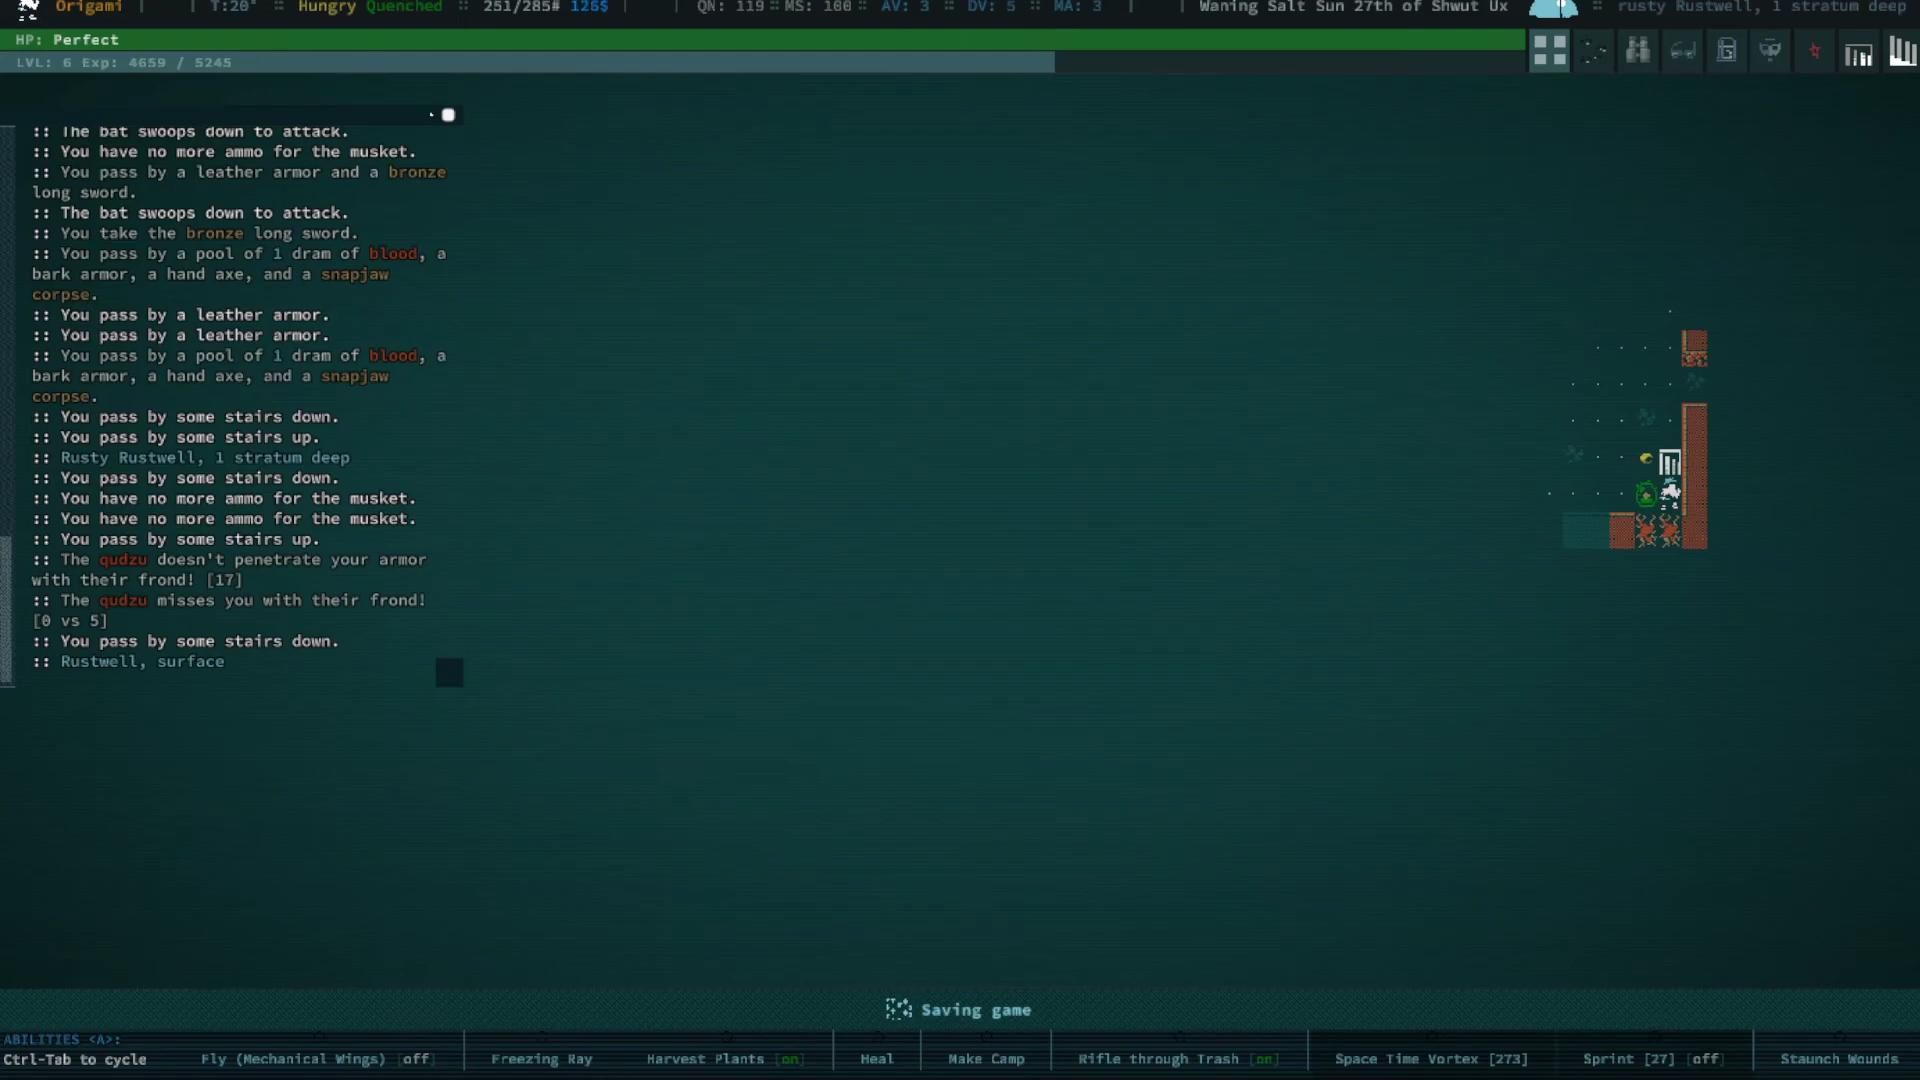 Origami | | T:20° :: Hungry Quenched :: 251/285# 126$ | | QN: 119 :: MS: 100 :: AV: 3 :: DV: 5 :: MA: 3 | | Waning Salt Sun 27th of Shwut Ux :: rusty Rustwell, 1 stratum deep
HP: Perfect
LVL: 6 Exp: 4659 / 5245
:: The bat swoops down to attack.
:: You have no more ammo for the musket.
:: You pass by a leather armor and a bronze
long sword.
:: The bat swoops down to attack.
:: You take the bronze long sword.
:: You pass by a pool of 1 dram of blood, a
bark armor, a hand axe, and a snapjaw
corpse.
:: You pass by a leather armor.
:: You pass by a leather armor.
:: You pass by a pool of 1 dram of blood, a
bark armor, a hand axe, and a snapjaw
corpse.
:: You pass by some stairs down.
:: You pass by some stairs up.
:: Rusty Rustwell, 1 stratum deep
:: You pass by some stairs down.
:: You have no more ammo for the musket.
:: You have no more ammo for the musket.
:: You pass by some stairs up.
:: The qudzu doesn't penetrate your armor
with their frond! [17]
:: The qudzu misses you with their frond!
[0 vs 5]
:: You pass by some stairs down.
:: Rustwell, surface
Saving game
ABILITIES <A>:
Ctrl-Tab to cycle Fly (Mechanical Wings) [off] Freezing Ray Harvest Plants [on] Heal Make Camp Rifle through Trash [on] Space Time Vortex [273] Sprint [27] [off] Staunch Wounds